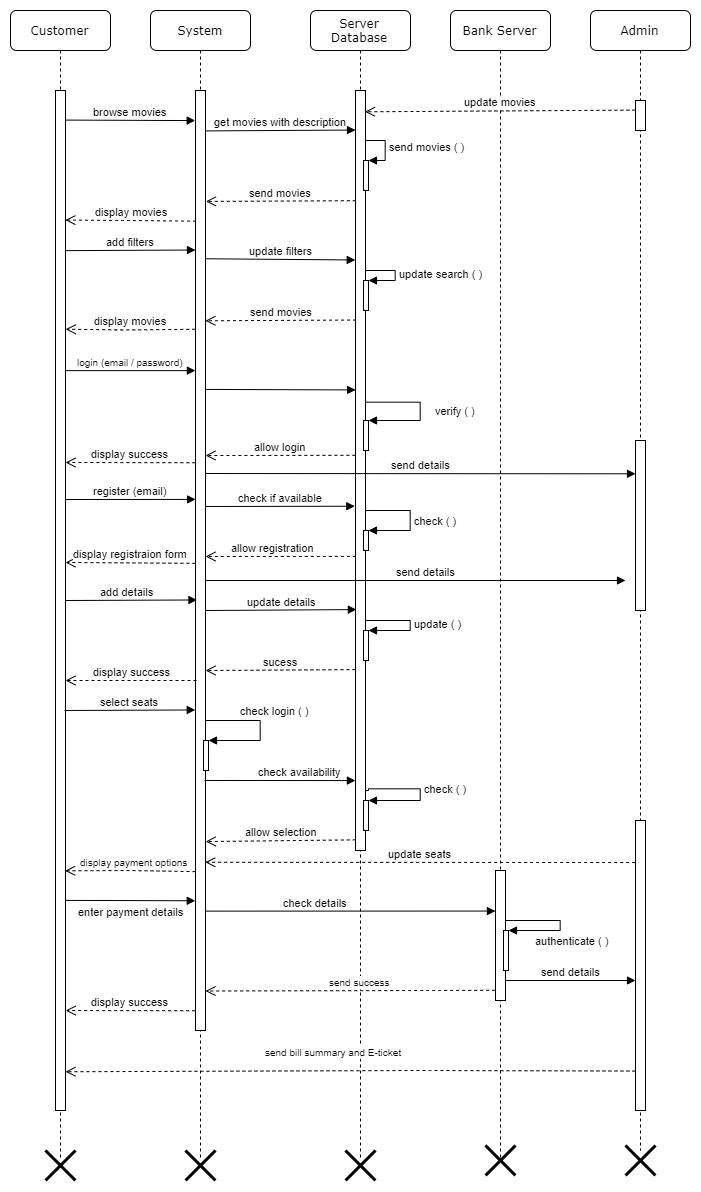 Customer
System
Server
Database
Bank Server
Admin
update movies
browse movies
get movies with description
send movies ( )
send movies
display movies
add filters
update filters
update search ( )
send movies
display movies
login (email / password)
verify ( )
allow login
display success
send details
register (email)
check if available
check ( )
allow registration
display registraion form
send details
add details
update details
update ( )
sucess
display success
select seats
check login ( )
check availability
check ( )
allow selection
update seats
display payment options
check details
enter payment details
authenticate ( )
send details
send success
display success
send bill summary and E-ticket